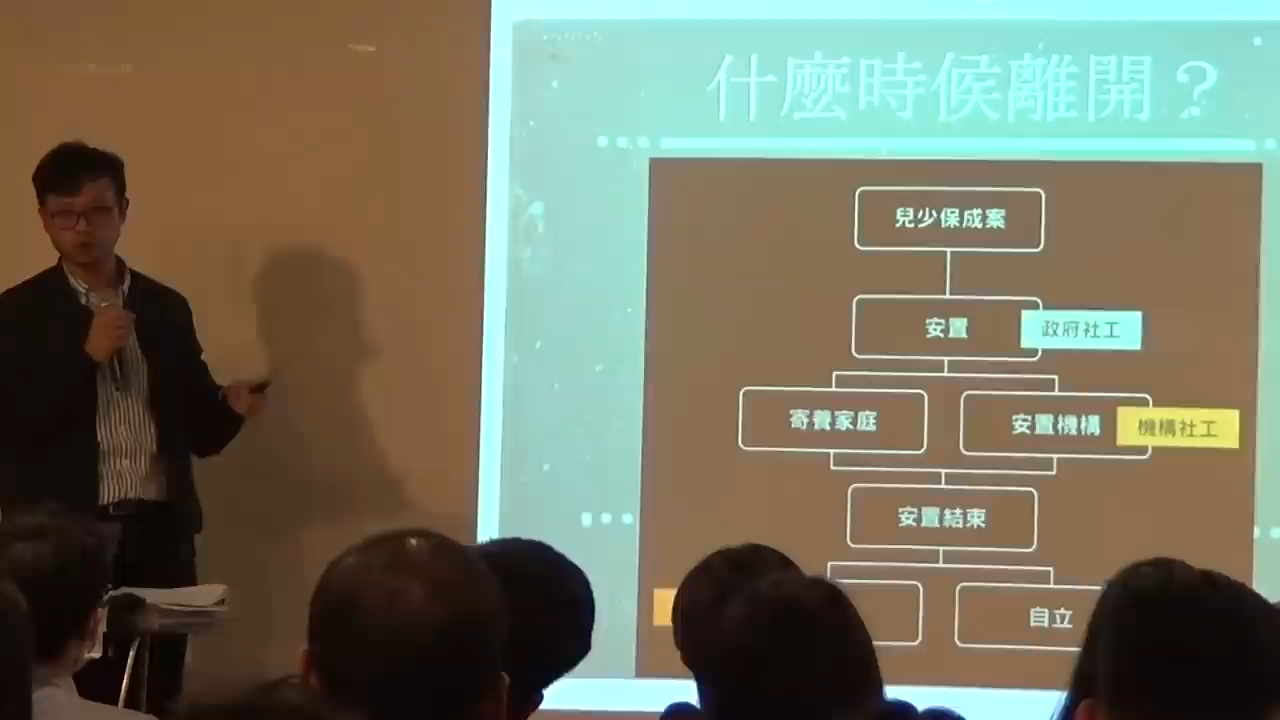 什麼時候離開？
兒少保成案
安置
政府社工
寄養家庭
安置機構
機構社工
安置結束
自立